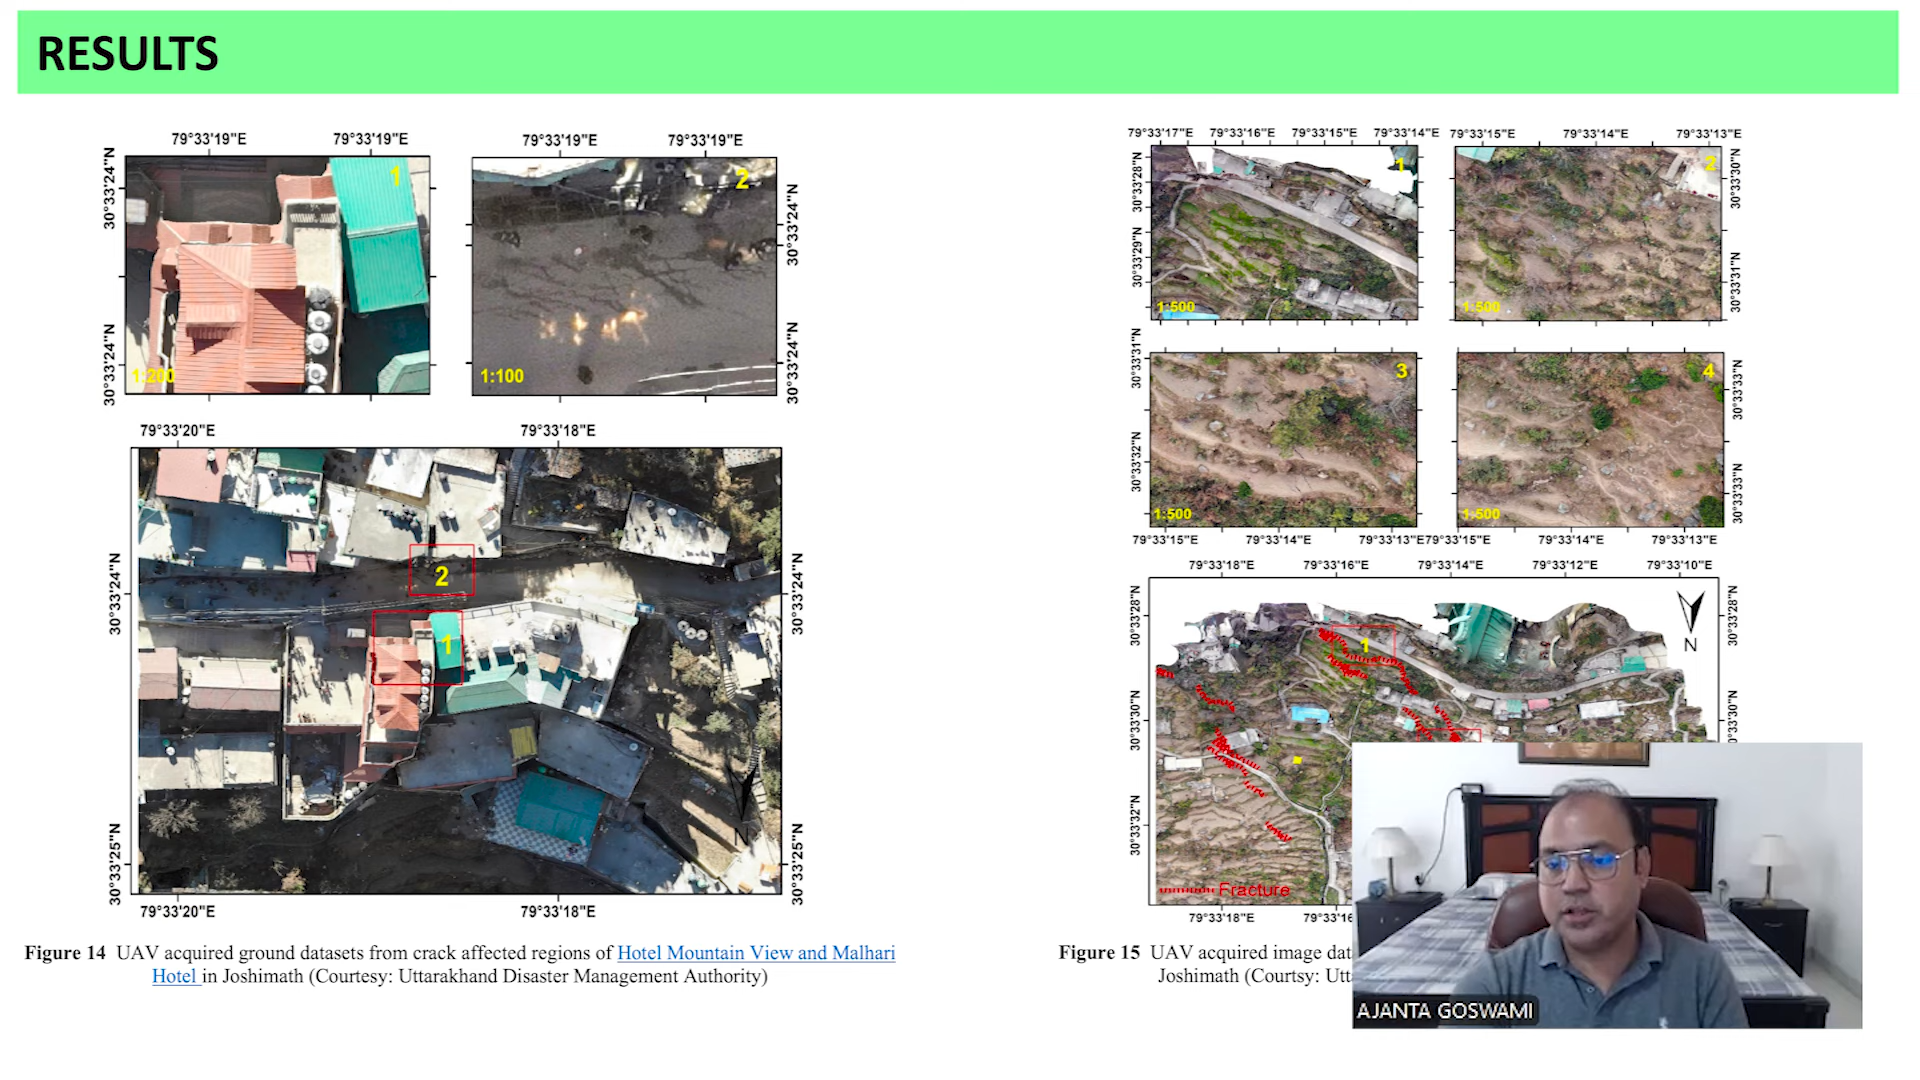 RESULTS
79°33'19"E 79°33'19"E
30°33'24"N
30°33'24"N
1
1:200
79°33'19"E 79°33'19"E
2
1:100
30°33'24"N
30°33'24"N
79°33'20"E 79°33'18"E
30°33'24"N
30°33'25"N
2
1
N
30°33'24"N
30°33'25"N
79°33'20"E 79°33'18"E
Figure 14 UAV acquired ground datasets from crack affected regions of Hotel Mountain View and Malhari
Hotel in Joshimath (Courtesy: Uttarakhand Disaster Management Authority)
79°33'17"E 79°33'16"E 79°33'15"E 79°33'14"E 79°33'15"E 79°33'14"E 79°33'13"E
30°33'28"N
30°33'29"N
1
1:500
2
1:500
30°33'30"N
30°33'31"N
30°33'31"N
30°33'32"N
3
1:500
4
1:500
30°33'33"N
30°33'33"N
79°33'15"E 79°33'14"E 79°33'13"E 79°33'15"E 79°33'14"E 79°33'13"E
79°33'18"E 79°33'16"E 79°33'14"E 79°33'12"E 79°33'10"E
30°33'28"N
30°33'30"N
30°33'32"N
1
N
30°33'28"N
Fracture
79°33'18"E 79°33'16
Figure 15 UAV acquired image dat
Joshimath (Courtsy: Utt
AJANTA GOSWAMI